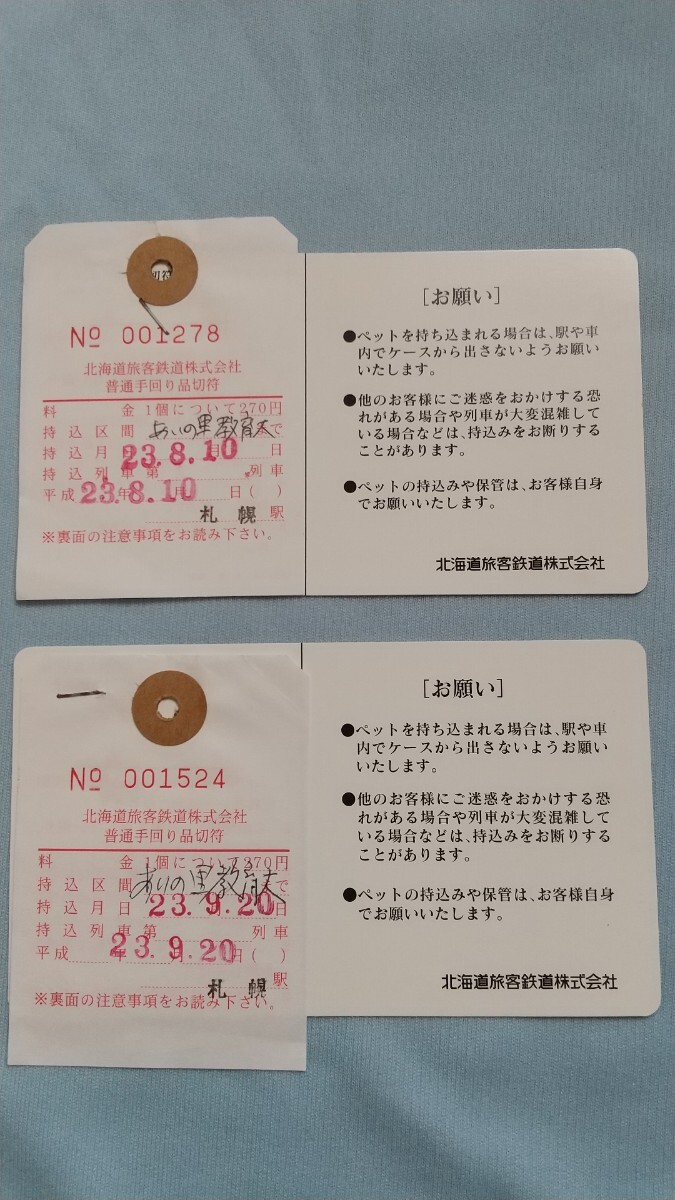 No 001278
北海道旅客鉄道株式会社
普通手回り品切符
料 金 1個について270円
持込区間 あいの里教育大まで
持込月日 23.8.10 日
持込列車第 列車
平成 23年8月10日( )
札幌駅
※裏面の注意事項をお読み下さい。
[お願い]
●ペットを持ち込まれる場合は、駅や車
内でケースから出さないようお願い
いたします。
●他のお客様にご迷惑をおかけする恐
れがある場合や列車が大変混雑して
いる場合などは、持込みをお断りする
ことがあります。
●ペットの持込みや保管は、お客様自身
でお願いいたします。
北海道旅客鉄道株式会社
No 001524
北海道旅客鉄道株式会社
普通手回り品切符
料 金 1個について270円
持込区間 あいの里教育大まで
持込月日 23.9.20日
持込列車第 列車
平成 23年9月20日( )
札幌駅
※裏面の注意事項をお読み下さい。
[お願い]
●ペットを持ち込まれる場合は、駅や車
内でケースから出さないようお願い
いたします。
●他のお客様にご迷惑をおかけする恐
れがある場合や列車が大変混雑して
いる場合などは、持込みをお断りする
ことがあります。
●ペットの持込みや保管は、お客様自身
でお願いいたします。
北海道旅客鉄道株式会社